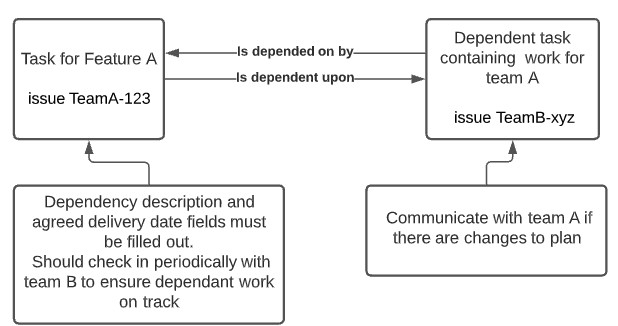 Task for Feature A
issue TeamA-123
Is depended on by
Is dependent upon
Dependent task
containing work for
team A
issue TeamB-xyz
Dependency description and
agreed delivery date fields must
be filled out.
Should check in periodically with
team B to ensure dependant work
on track
Communicate with team A if
there are changes to plan